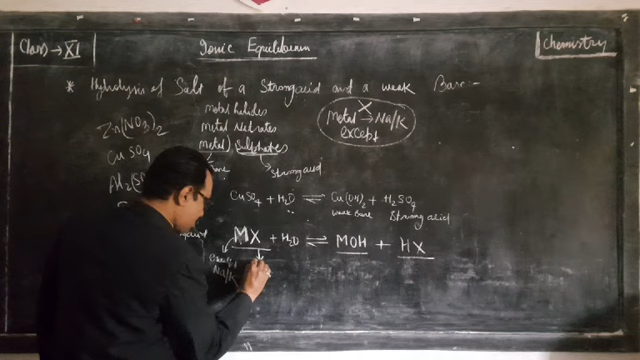 Class → XI
Ionic Equilibrium
Chemistry
* Hydrolysis of Salt of a Strong acid and a weak Base:-
Zn(NO3)2
CuSO4
Al2(S
Metal halides
Metal Nitrates
Metal Sulphates
→ Strong acid
Metal → Na/K
except
CuSO4 + H2O ⇌ Cu(OH)2 + H2SO4
weak Base Strong acid
MX + H2O ⇌ MOH + HX
Na/K